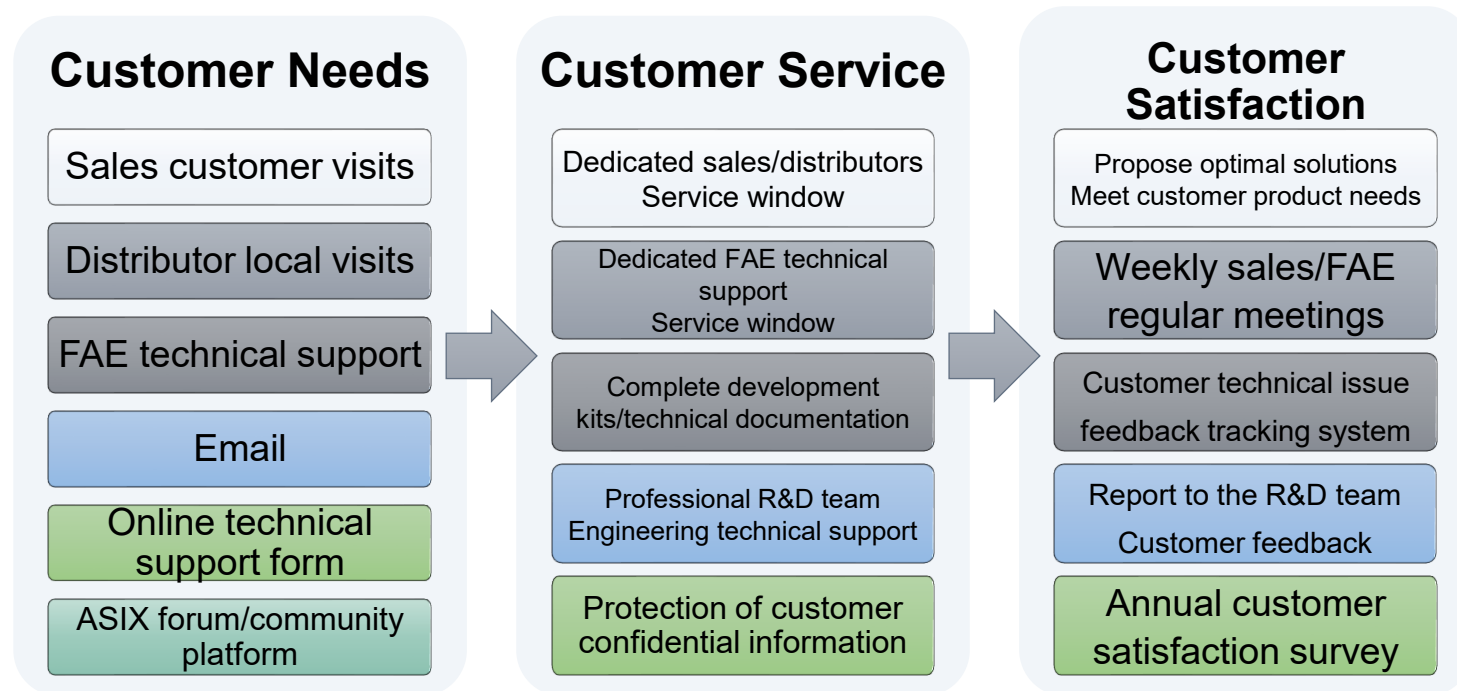 Customer Needs
Sales customer visits
Distributor local visits
FAE technical support
Email
Online technical
support form
ASIX forum/community
platform
Customer Service
Dedicated sales/distributors
Service window
Dedicated FAE technical
support
Service window
Complete development
kits/technical documentation
Professional R&D team
Engineering technical support
Protection of customer
confidential information
Customer
Satisfaction
Propose optimal solutions
Meet customer product needs
Weekly sales/FAE
regular meetings
Customer technical issue
feedback tracking system
Report to the R&D team
Customer feedback
Annual customer
satisfaction survey